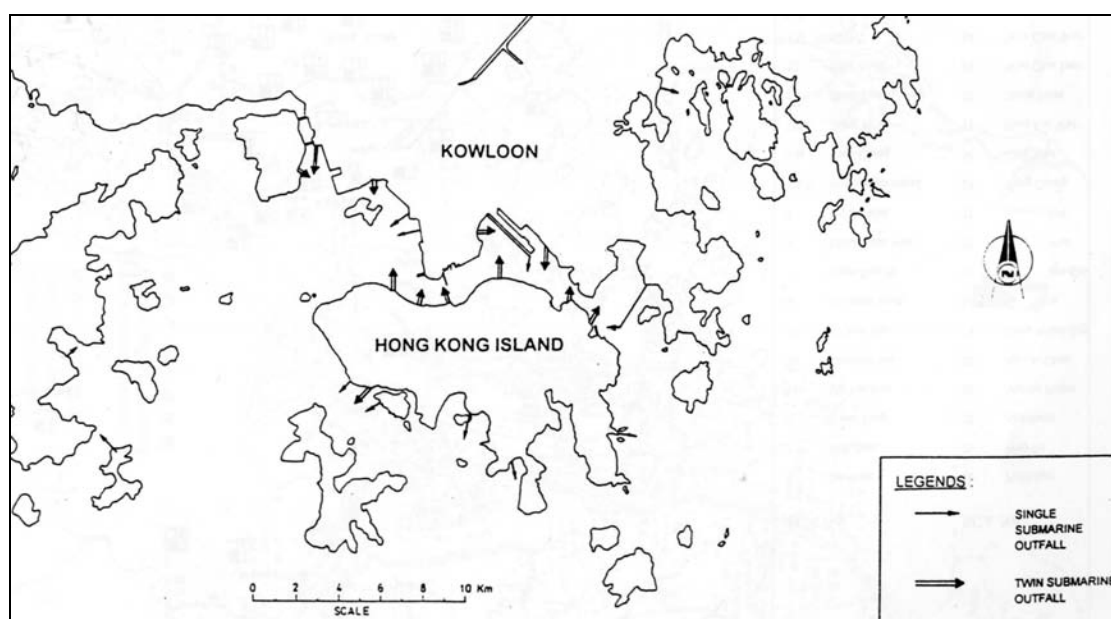 KOWLOON
HONG KONG ISLAND
0 2 4 6 8 10 Km
SCALE
LEGENDS :
SINGLE
SUBMARINE
OUTFALL
TWIN SUBMARINE
OUTFALL